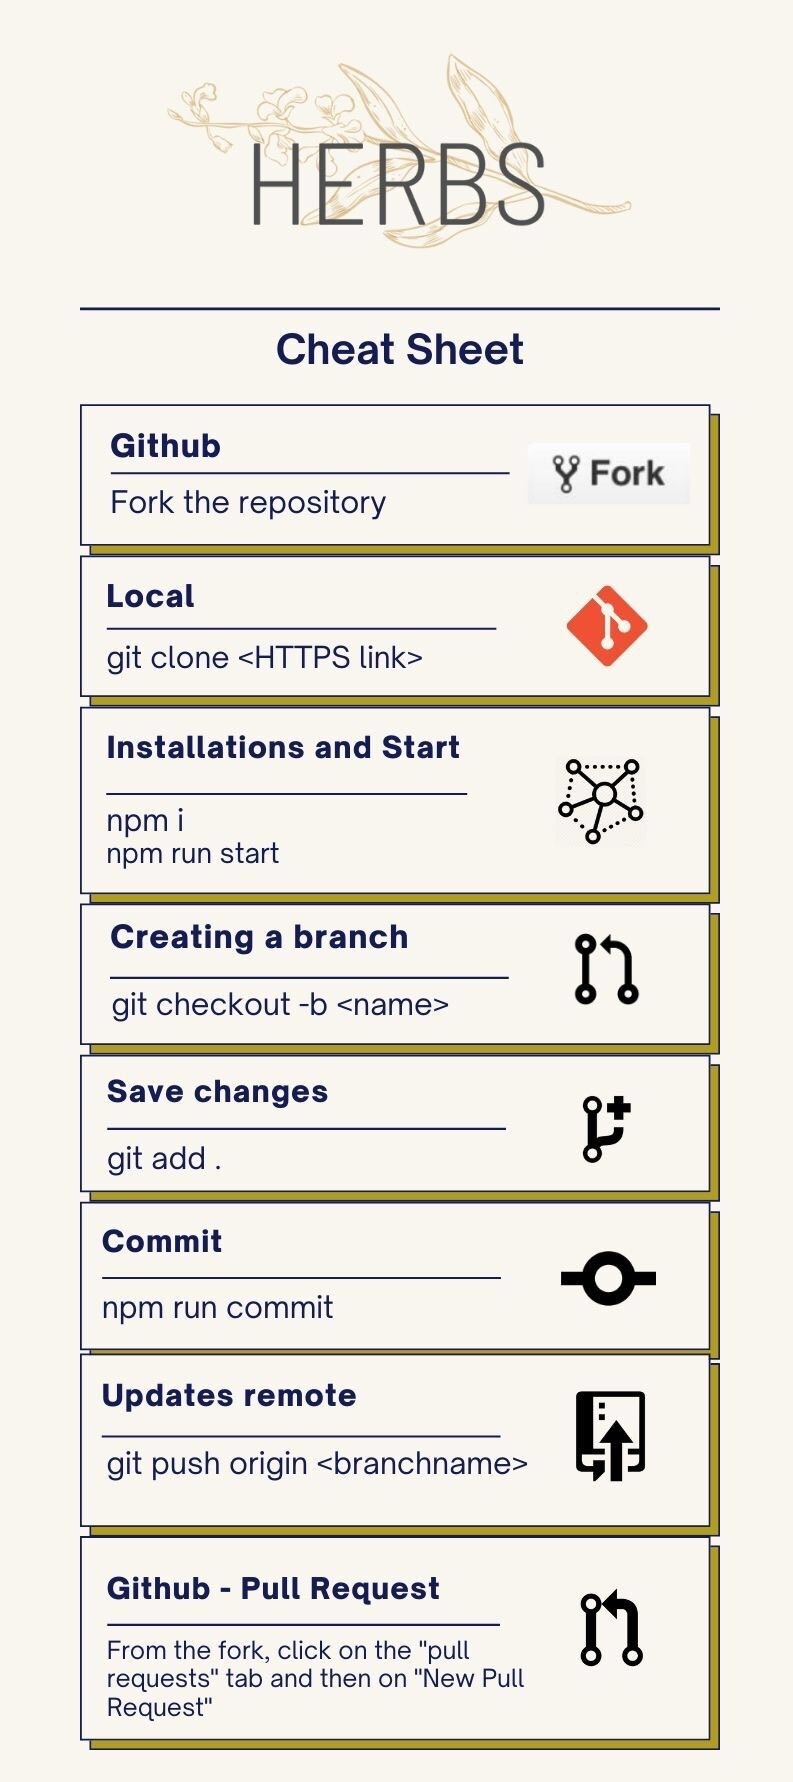 HERBS
Cheat Sheet
Github
Fork the repository
Fork
Local
git clone <HTTPS link>
Installations and Start
npm i
npm run start
Creating a branch
git checkout -b <name>
Save changes
git add .
Commit
npm run commit
Updates remote
git push origin <branchname>
Github - Pull Request
From the fork, click on the "pull
requests" tab and then on "New Pull
Request"